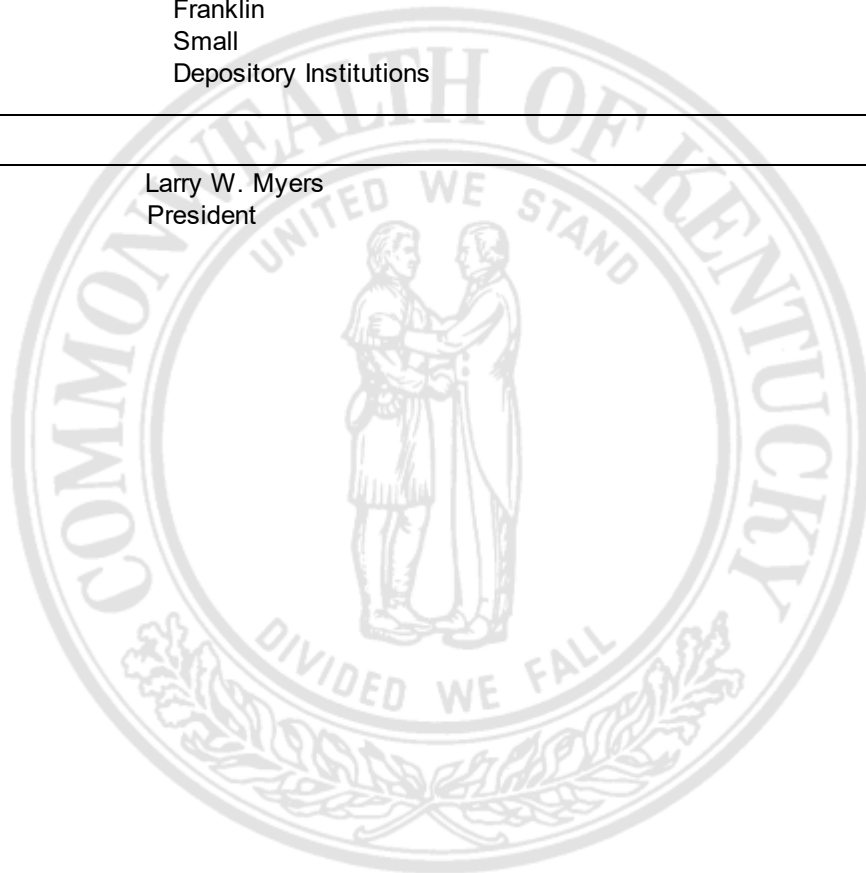 Franklin
Small
Depository Institutions
Larry W. Myers
President
COMMONWEALTH OF KENTUCKY
UNITED WE STAND
DIVIDED WE FALL